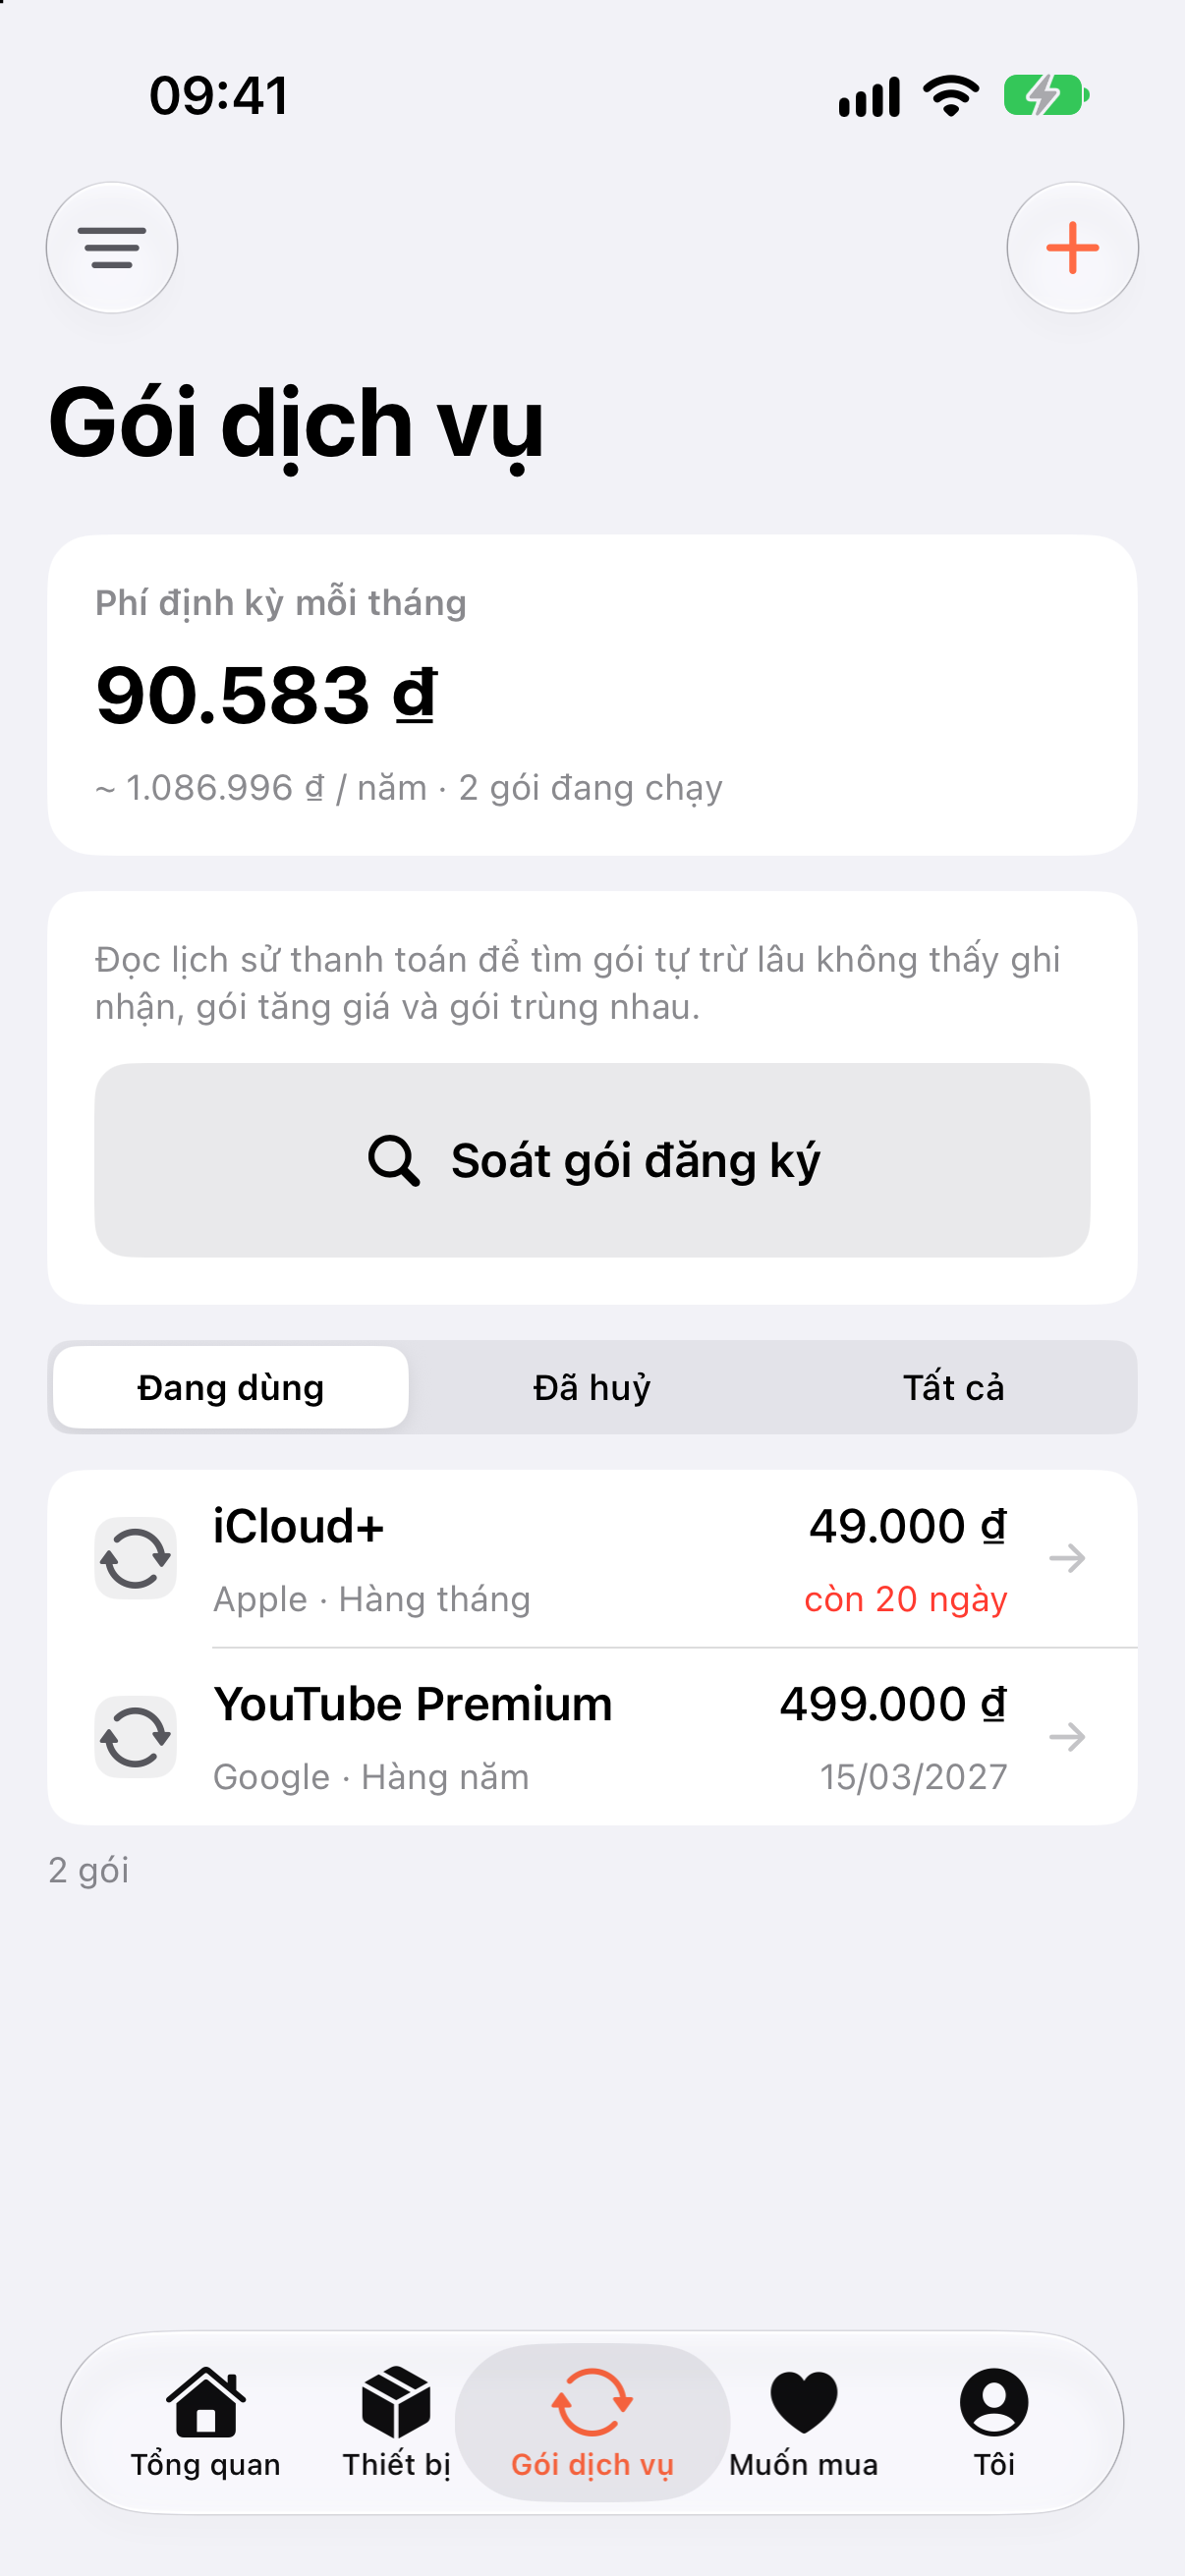 09:41
Gói dịch vụ
Phí định kỳ mỗi tháng
90.583 ₫
~ 1.086.996 ₫ / năm · 2 gói đang chạy
Đọc lịch sử thanh toán để tìm gói tự trừ lâu không thấy ghi
nhận, gói tăng giá và gói trùng nhau.
Soát gói đăng ký
Đang dùng
Đã huỷ
Tất cả
iCloud+
49.000 ₫
Apple · Hàng tháng
còn 20 ngày
YouTube Premium
499.000 ₫
Google · Hàng năm
15/03/2027
2 gói
Tổng quan
Thiết bị
Gói dịch vụ
Muốn mua
Tôi